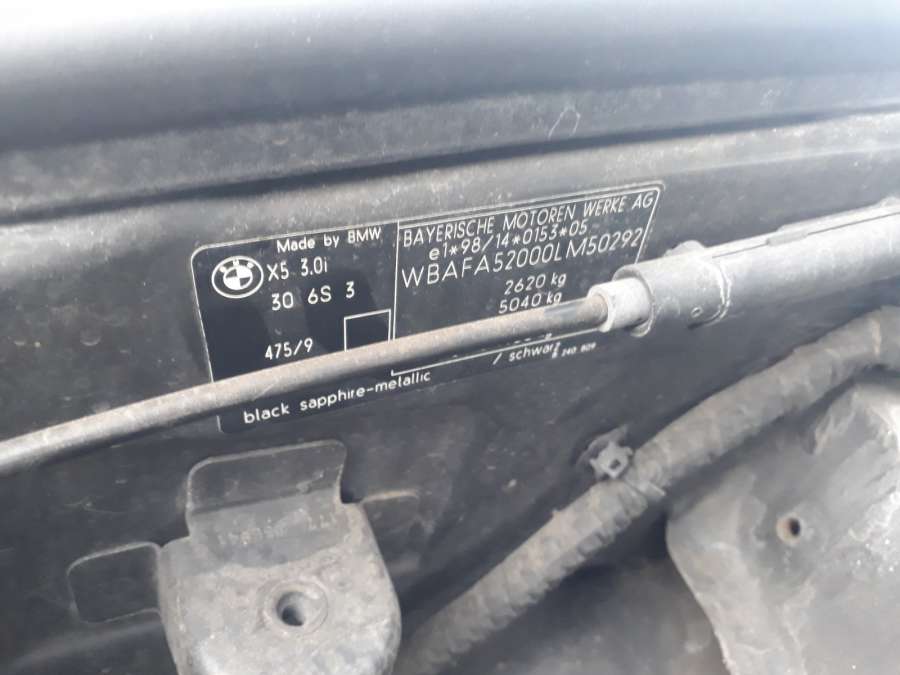 Made by BMW
X5 3.0i
30 6S 3
475/9
BAYERISCHE MOTOREN WERKE AG
e1*98/14*0153*05
WBAFA52000LM50292
2620 kg
5040 kg
black sapphire-metallic
/ schwarz